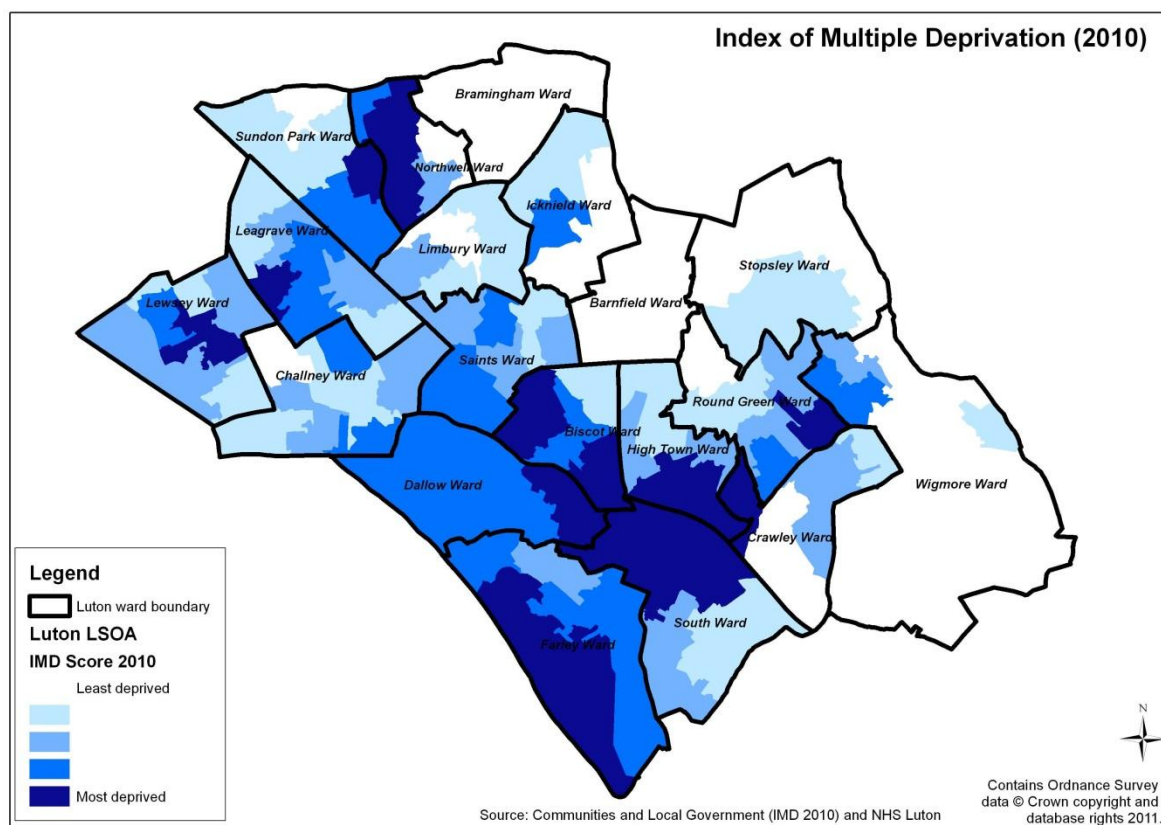 Index of Multiple Deprivation (2010)
Bramingham Ward
Sundon Park Ward
Northwell Ward
Icknield Ward
Leagrave Ward
Limbury Ward
Stopsley Ward
Lewsey Ward
Barnfield Ward
Saints Ward
Challney Ward
Round Green Ward
Biscot Ward
High Town Ward
Dallow Ward
Wigmore Ward
Crawley Ward
South Ward
Farley Ward
Legend
Luton ward boundary
Luton LSOA
IMD Score 2010
Least deprived
Most deprived
N
Source: Communities and Local Government (IMD 2010) and NHS Luton
Contains Ordnance Survey
data © Crown copyright and
database rights 2011.